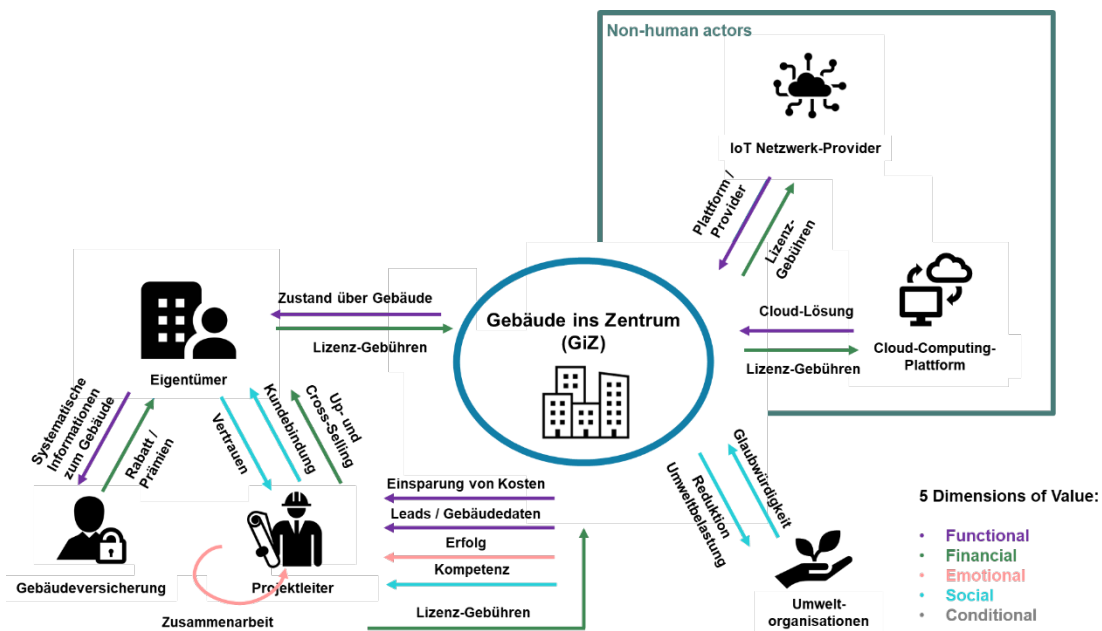 Non-human actors
IoT Netzwerk-Provider
Plattform /
Provider
Lizenz-
Gebühren
Zustand über Gebäude
Lizenz-Gebühren
Gebäude ins Zentrum
(GiZ)
Cloud-Lösung
Lizenz-Gebühren
Cloud-Computing-
Plattform
Eigentümer
Systematische
Informationen
zum Gebäude
Rabatt /
Prämien
Vertrauen
Kundebindung
Up- und
Cross-Selling
Einsparung von Kosten
Leads / Gebäudedaten
Erfolg
Kompetenz
Lizenz-Gebühren
Gebäudeversicherung
Projektleiter
Zusammenarbeit
Reduktion
Umweltbelastung
Glaubwürdigkeit
Umwelt-
organisationen
5 Dimensions of Value:
• Functional
• Financial
• Emotional
• Social
• Conditional